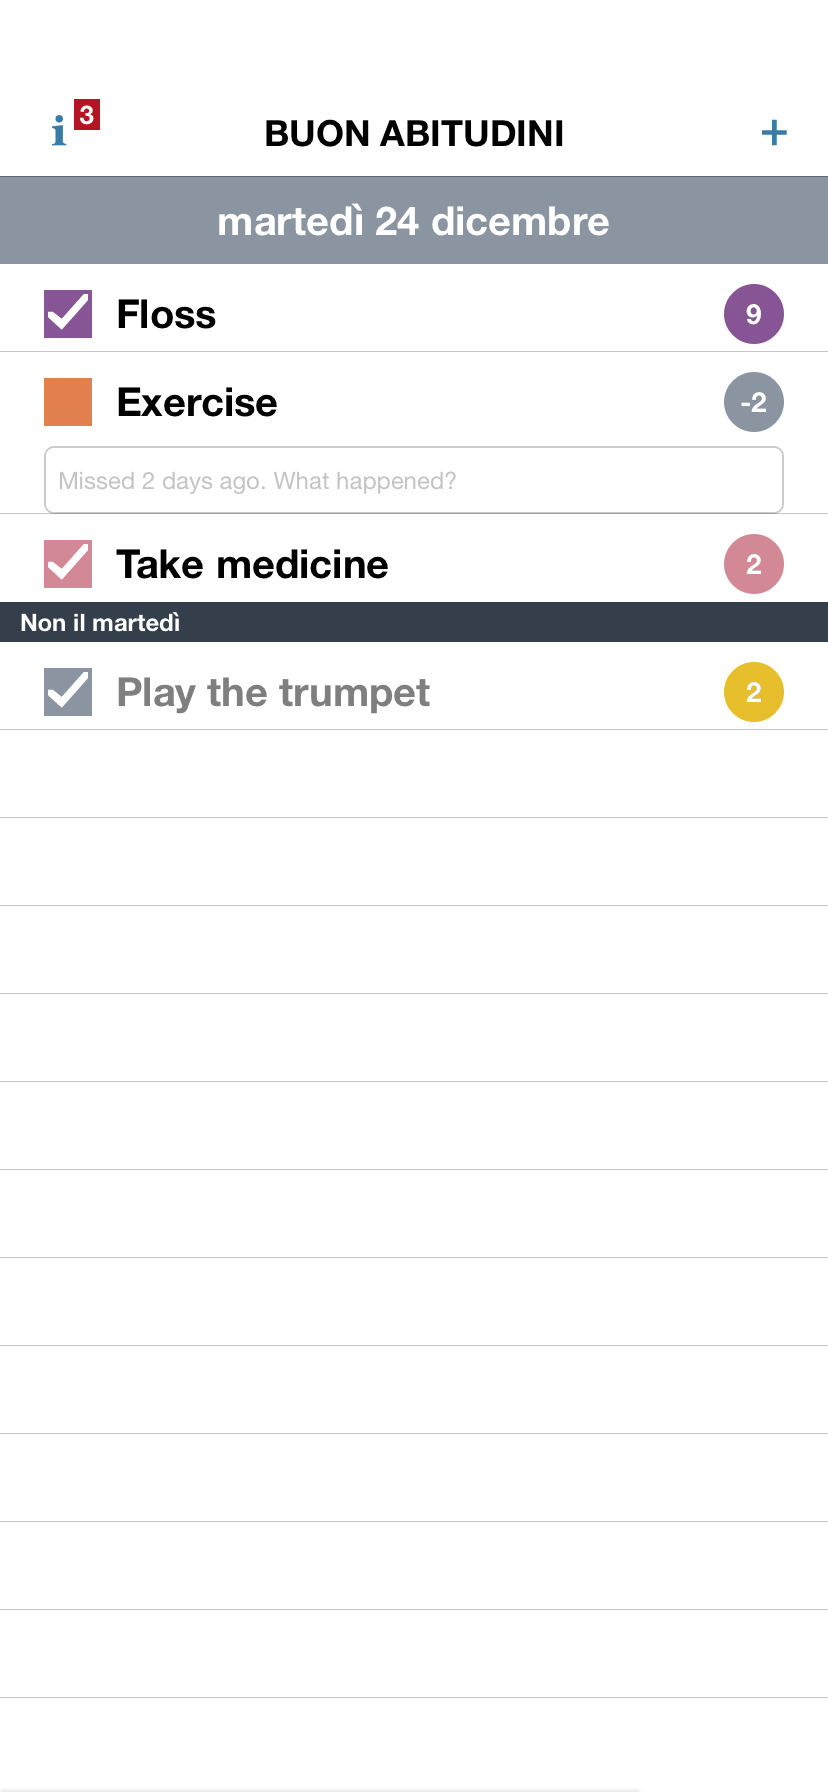 i 3
BUON ABITUDINI
+
martedì 24 dicembre
Floss 9
Exercise -2
Missed 2 days ago. What happened?
Take medicine 2
Non il martedì
Play the trumpet 2